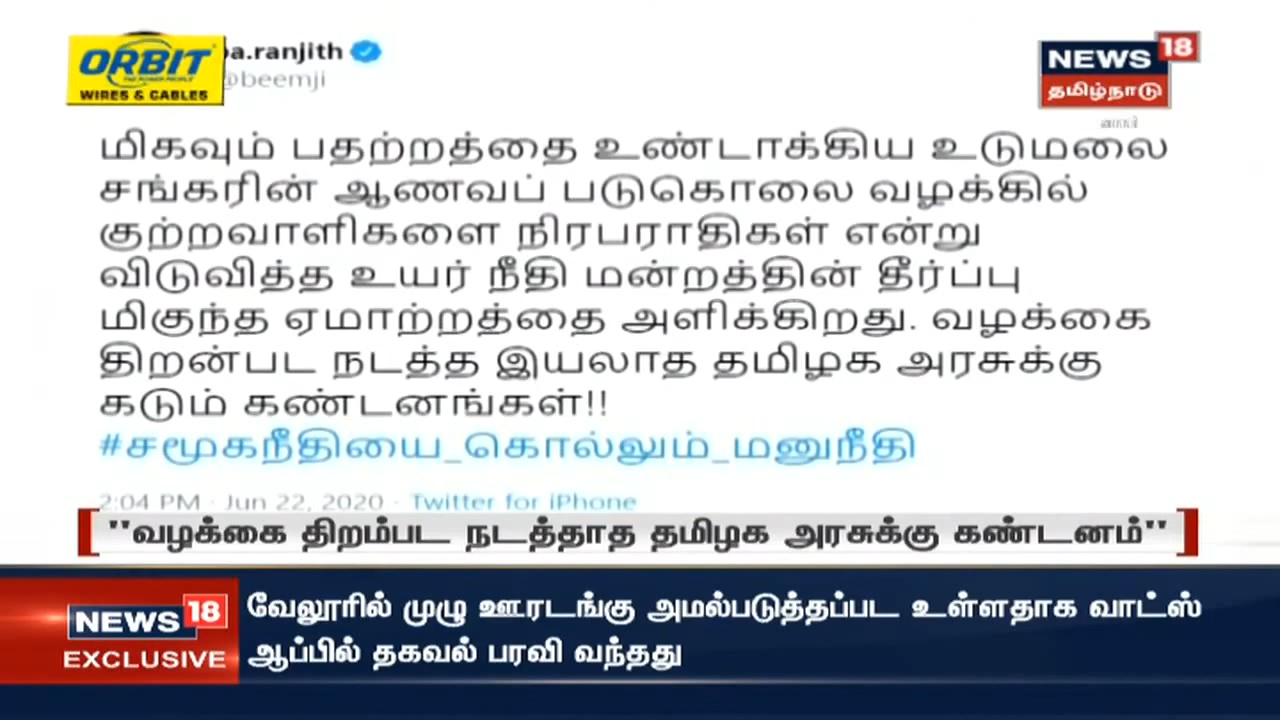 ORBIT
WIRES & CABLES
pa.ranjith
@beemji
NEWS 18
தமிழ்நாடு
மிகவும் பதற்றத்தை உண்டாக்கிய உடுமலை
சங்கரின் ஆணவப் படுகொலை வழக்கில்
குற்றவாளிகளை நிரபராதிகள் என்று
விடுவித்த உயர் நீதி மன்றத்தின் தீர்ப்பு
மிகுந்த ஏமாற்றத்தை அளிக்கிறது. வழக்கை
திறன்பட நடத்த இயலாத தமிழக அரசுக்கு
கடும் கண்டனங்கள்!!
#சமூகநீதியை_கொல்லும்_மனுநீதி
2:04 PM · Jun 22, 2020 · Twitter for iPhone
"வழக்கை திறம்பட நடத்தாத தமிழக அரசுக்கு கண்டனம்"
NEWS 18
EXCLUSIVE
வேலூரில் முழு ஊரடங்கு அமல்படுத்தப்பட உள்ளதாக வாட்ஸ்
ஆப்பில் தகவல் பரவி வந்தது